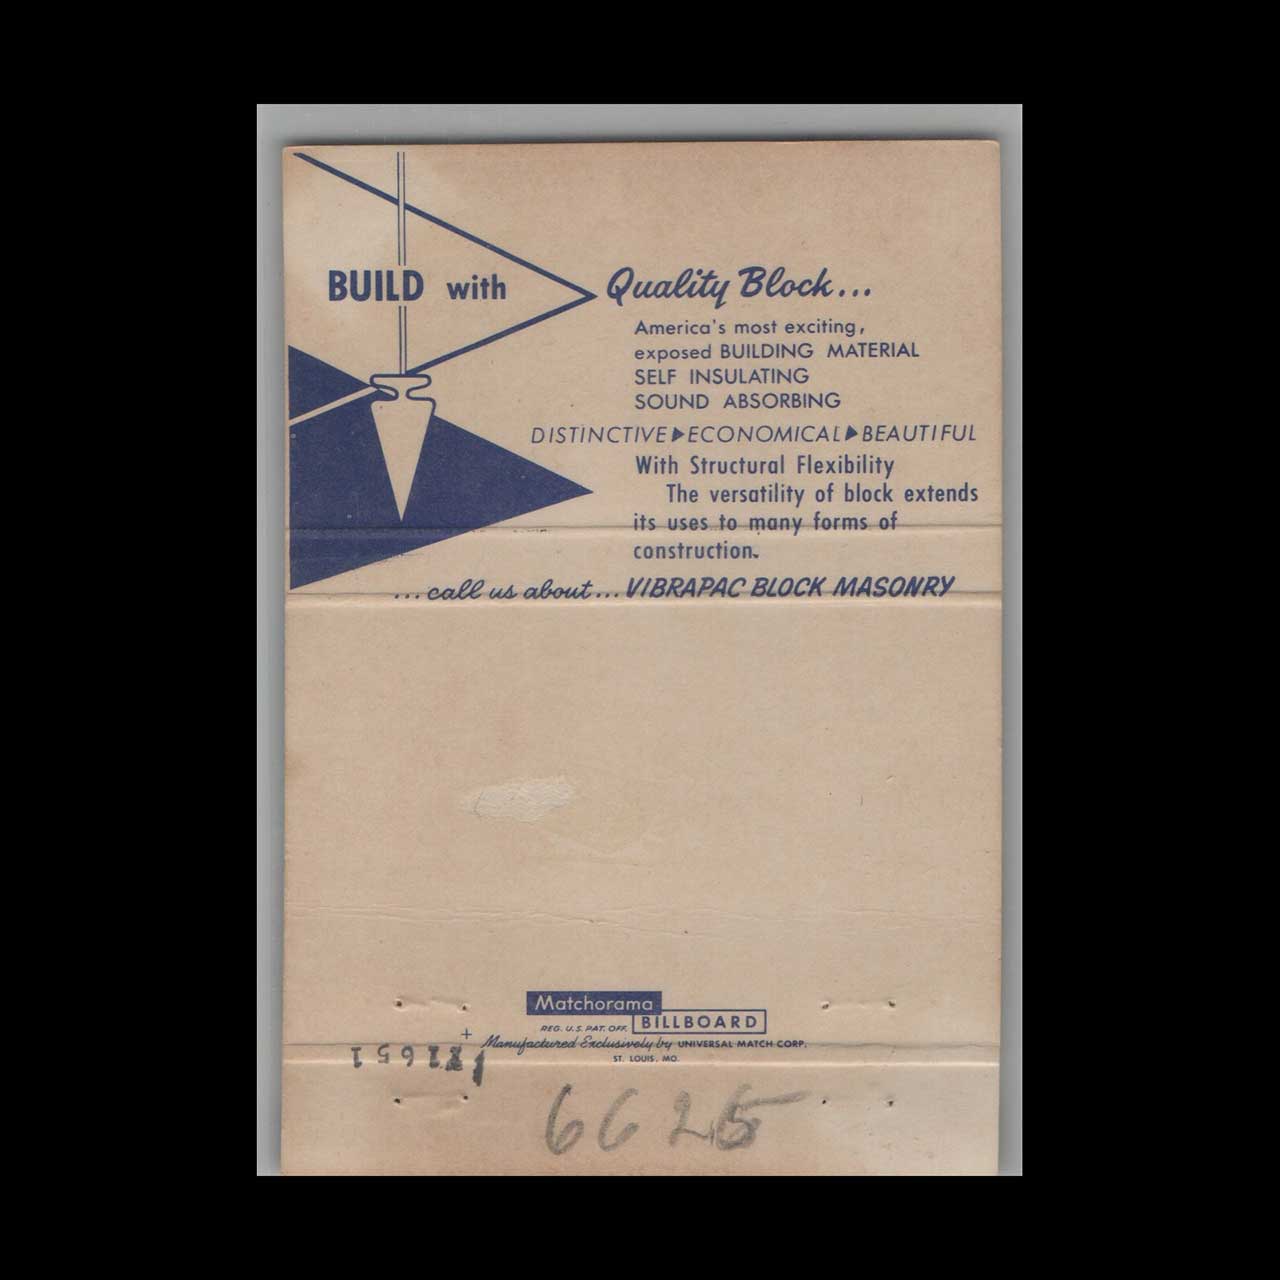 BUILD with Quality Block...
America's most exciting,
exposed BUILDING MATERIAL
SELF INSULATING
SOUND ABSORBING
DISTINCTIVE▶ECONOMICAL▶BEAUTIFUL
With Structural Flexibility
The versatility of block extends
its uses to many forms of
construction.
...call us about... VIBRAPAC BLOCK MASONRY
Matchorama
BILLBOARD
REG. U.S. PAT. OFF.
Manufactured Exclusively by UNIVERSAL MATCH CORP.
ST. LOUIS, MO.
6625